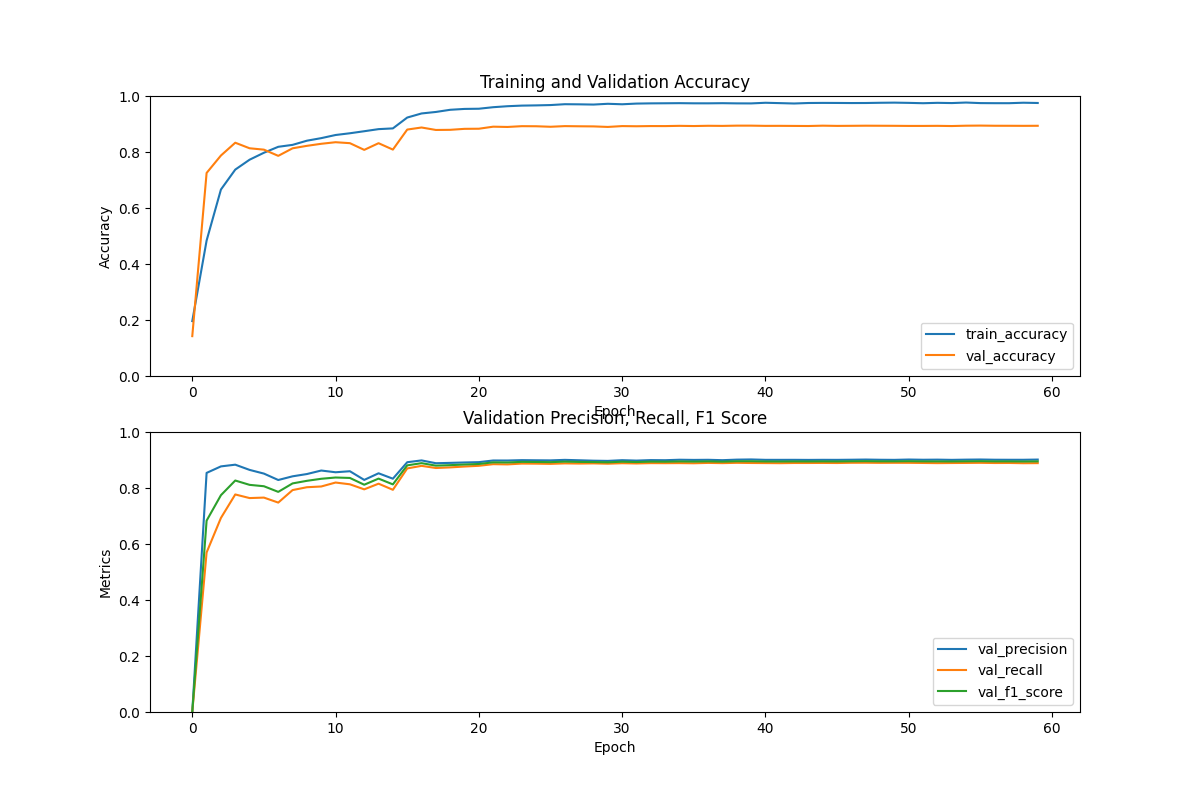 Training and Validation Accuracy
1.0
0.8
0.6
0.4
0.2
0.0
Accuracy
train_accuracy
val_accuracy
0 10 20 30 40 50 60
Epoch
Validation Precision, Recall, F1 Score
1.0
0.8
0.6
0.4
0.2
0.0
Metrics
val_precision
val_recall
val_f1_score
0 10 20 30 40 50 60
Epoch